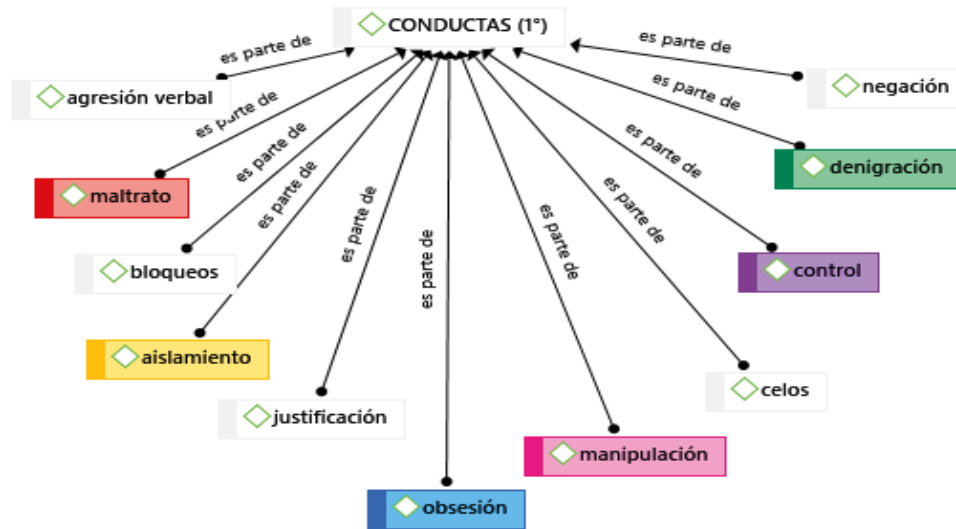 CONDUCTAS (1°)
es parte de
es parte de
agresión verbal
negación
es parte de
es parte de
es parte de
es parte de
denigración
maltrato
es parte de
es parte de
es parte de
es parte de
es parte de
bloqueos
control
aislamiento
celos
justificación
manipulación
obsesión